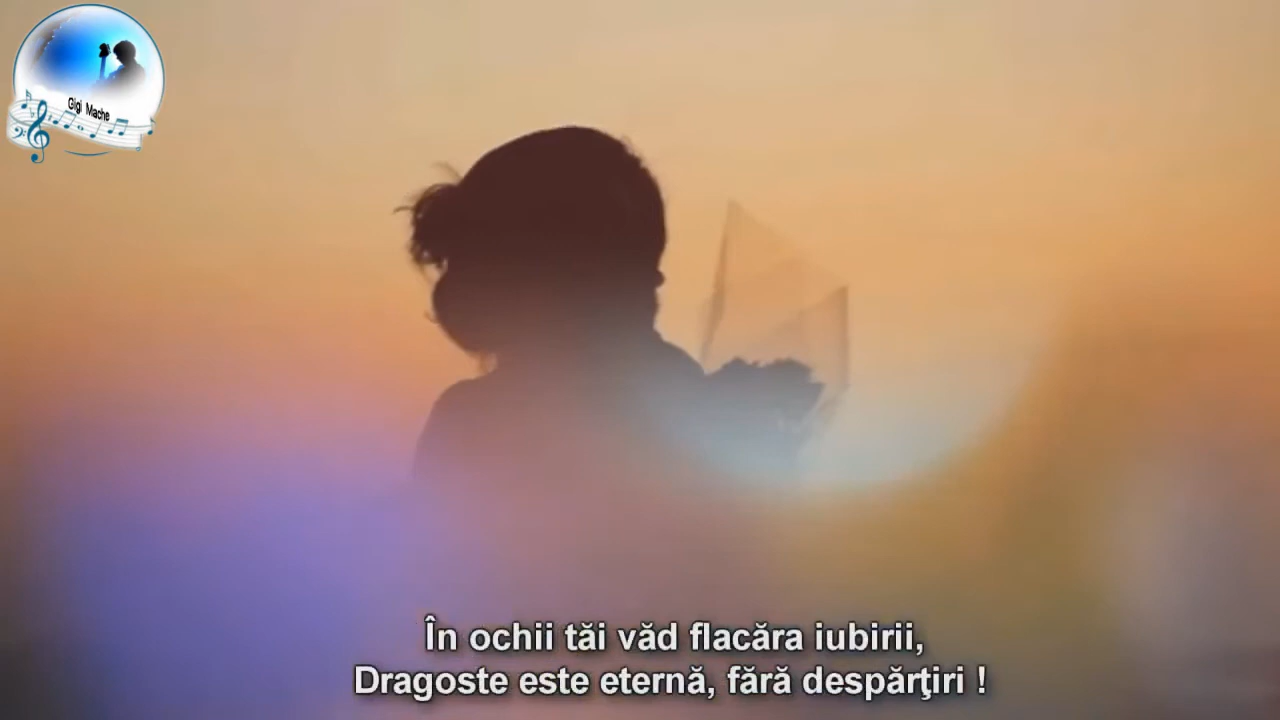 Gigi Mache
În ochii tăi văd flacăra iubirii,
Dragoste este eternă, fără despărţiri !